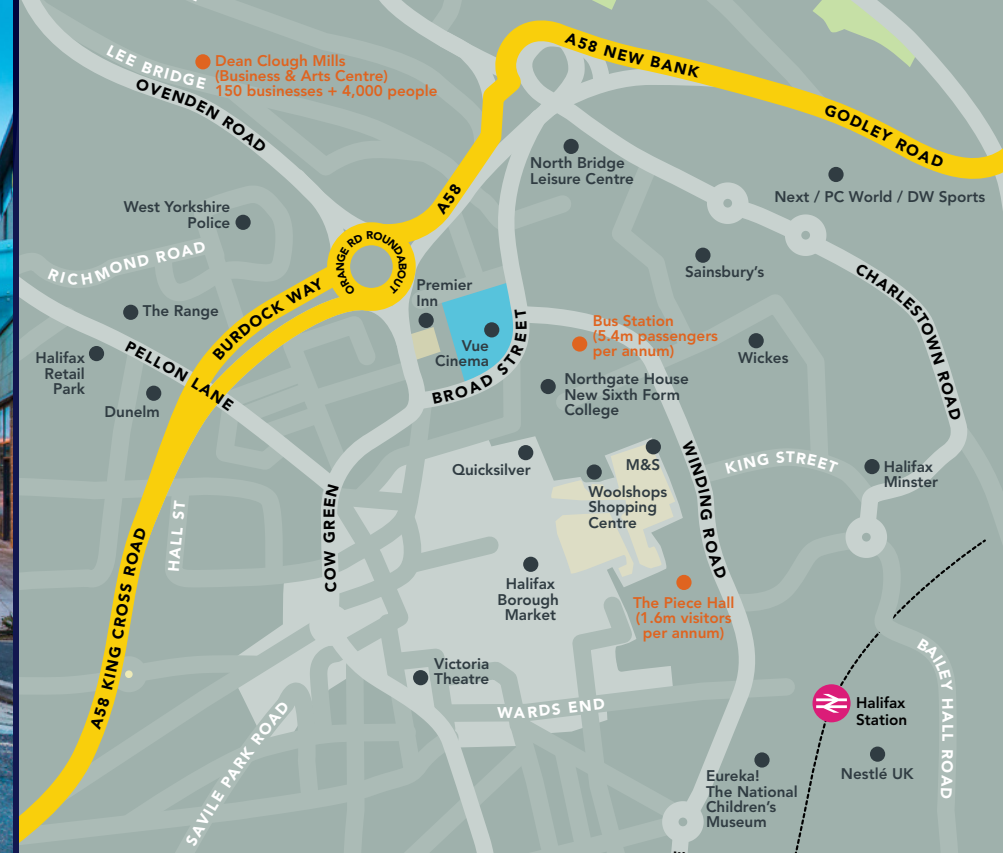 A58 NEW BANK
LEE BRIDGE
Dean Clough Mills
(Business & Arts Centre)
150 businesses + 4,000 people
OVENDEN ROAD
GODLEY ROAD
North Bridge
Leisure Centre
Next / PC World / DW Sports
A58
West Yorkshire
Police
ORANGE RD ROUNDABOUT
RICHMOND ROAD
Sainsbury's
CHARLESTOWN ROAD
Premier
Inn
The Range
BURDOCK WAY
Vue
Cinema
BROAD STREET
Bus Station
(5.4m passengers
per annum)
Wickes
Halifax
Retail
Park
PELLON LANE
Dunelm
Northgate House
New Sixth Form
College
Quicksilver
M&S
WINDING ROAD
KING STREET
Halifax
Minster
Woolshops
Shopping
Centre
HALL ST
COW GREEN
A58 KING CROSS ROAD
Halifax
Borough
Market
The Piece Hall
(1.6m visitors
per annum)
Victoria
Theatre
WARDS END
SAVILE PARK ROAD
BAILEY HALL ROAD
Halifax
Station
Eureka!
The National
Children's
Museum
Nestlé UK